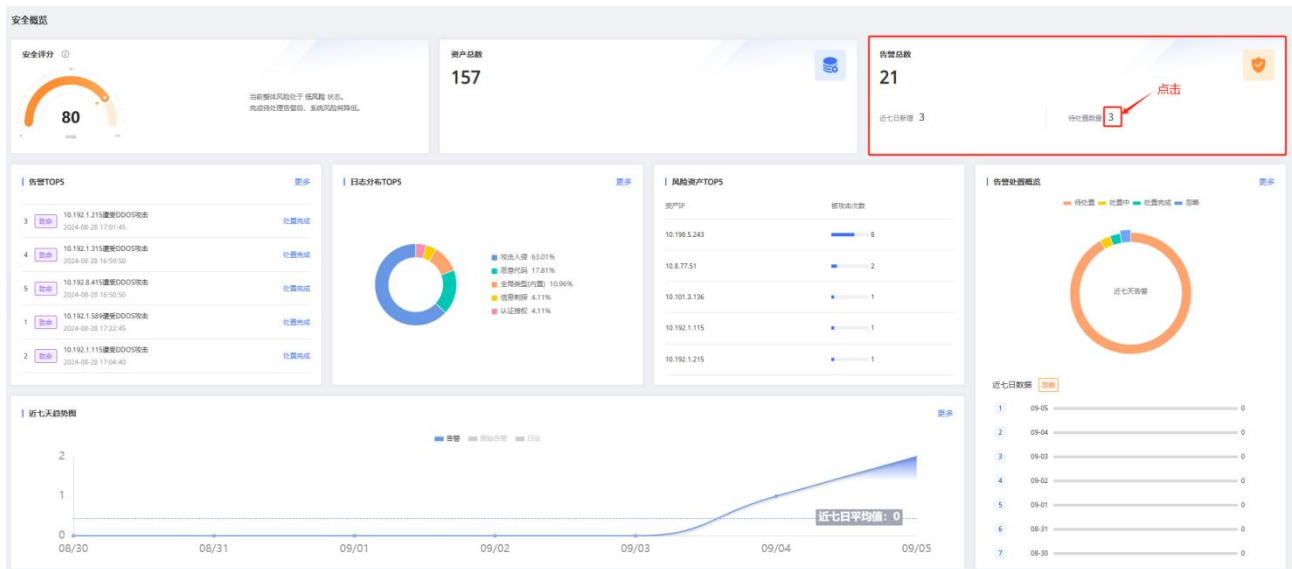 安全概览
安全评分
80
当前整体风险处于 低风险 状态。
完成待处理告警后，系统风险将降低。
资产总数
157
告警总数
21
点击
近七日新增 3
待处置数量 3
告警TOP5 更多
3 致命 10.192.1.215遭受DDOS攻击 处置完成
2024-08-28 17:01:45
4 致命 10.192.1.315遭受DDOS攻击 处置完成
2024-08-28 16:59:50
5 致命 10.192.8.415遭受DDOS攻击 处置完成
2024-08-28 16:50:50
1 致命 10.192.1.589遭受DDOS攻击 处置完成
2024-08-28 17:22:45
2 致命 10.192.1.115遭受DDOS攻击 处置完成
2024-08-28 17:04:40
日志分布TOP5 更多
攻击入侵 63.01%
恶意代码 17.81%
全局类型(内置) 10.96%
信息刺探 4.11%
认证授权 4.11%
风险资产TOP5
资产IP 被攻击次数
10.198.5.243 8
10.8.77.51 2
10.101.3.136 1
10.192.1.115 1
10.192.1.215 1
告警处置概览 更多
待处置 处置中 处置完成 忽略
近七天告警
近七日数据 忽略
1 09-05 0
2 09-04 0
3 09-03 0
4 09-02 0
5 09-01 0
6 08-31 0
7 08-30 0
近七天趋势图 更多
告警 原始告警 日志
2
1
0
近七日平均值：0
08/30 08/31 09/01 09/02 09/03 09/04 09/05